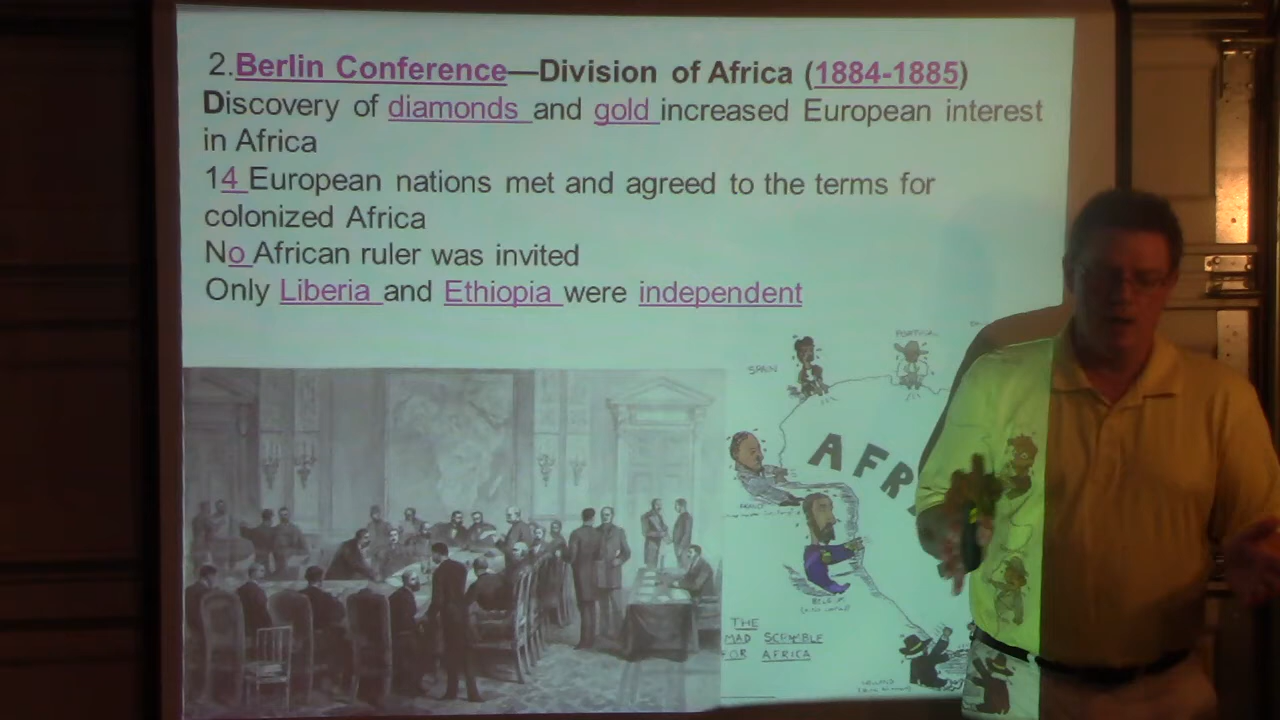 2.Berlin Conference—Division of Africa (1884-1885)
Discovery of diamonds and gold increased European interest
in Africa
14 European nations met and agreed to the terms for
colonized Africa
No African ruler was invited
Only Liberia and Ethiopia were independent
SPAIN
PORTUGAL
AFR
THE
MAD SCRAMBLE
FOR AFRICA